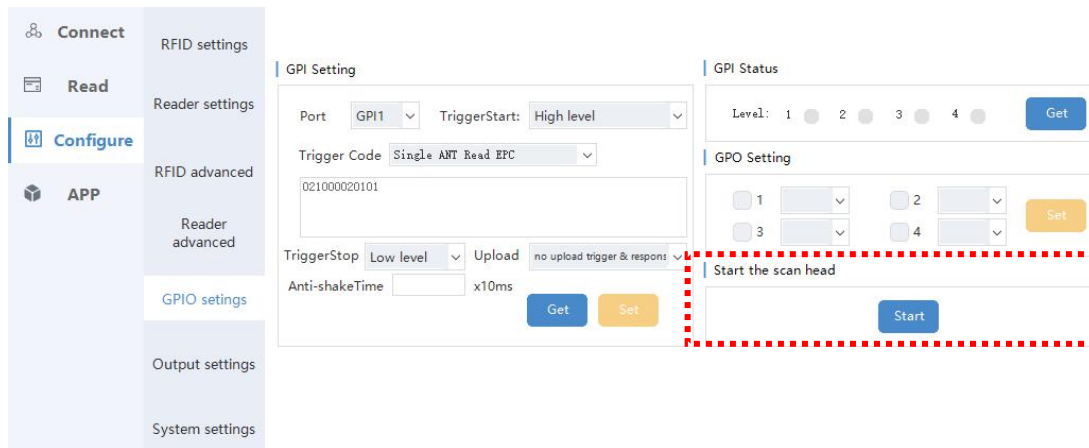 Connect
Read
Configure
APP
RFID settings
Reader settings
RFID advanced
Reader
advanced
GPIO setings
Output settings
System settings
GPI Setting
Port GPI1 TriggerStart: High level
Trigger Code Single ANT Read EPC
021000020101
TriggerStop Low level Upload no upload trigger & respons
Anti-shakeTime x10ms
Get Set
GPI Status
Level: 1 2 3 4 Get
GPO Setting
1 2
3 4
Set
Start the scan head
Start